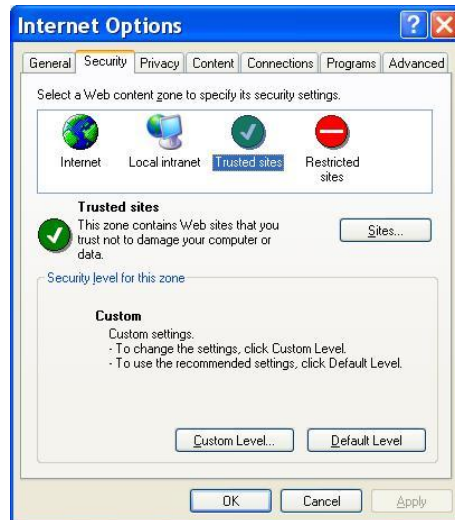 Internet Options
General Security Privacy Content Connections Programs Advanced
Select a Web content zone to specify its security settings.
Internet Local intranet Trusted sites Restricted
sites
Trusted sites
This zone contains Web sites that you
trust not to damage your computer or
data.
Sites...
Security level for this zone
Custom
Custom settings.
- To change the settings, click Custom Level.
- To use the recommended settings, click Default Level.
Custom Level... Default Level
OK Cancel Apply